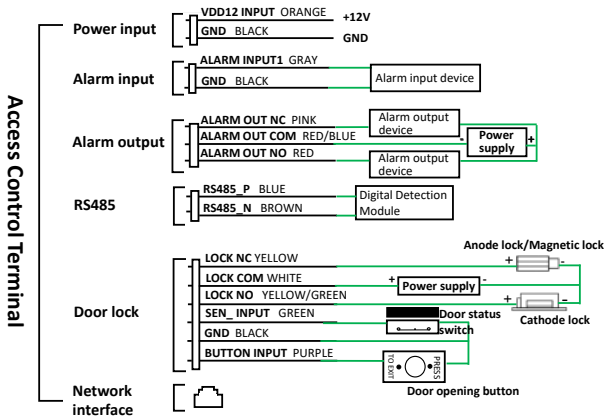 Access Control Terminal
Power input
VDD12 INPUT ORANGE
+12V
GND BLACK
GND
Alarm input
ALARM INPUT1 GRAY
GND BLACK
Alarm input device
Alarm output
ALARM OUT NC PINK
ALARM OUT COM RED/BLUE
ALARM OUT NO RED
Alarm output
device
-
Power
supply
+
Alarm output
device
RS485
RS485_P BLUE
RS485_N BROWN
Digital Detection
Module
Door lock
LOCK NC YELLOW
LOCK COM WHITE
LOCK NO YELLOW/GREEN
SEN_ INPUT GREEN
GND BLACK
BUTTON INPUT PURPLE
Anode lock/Magnetic lock
+ -
+ Power supply -
+ -
Cathode lock
Door status
switch
TO EXIT
PRESS
Door opening button
Network
interface